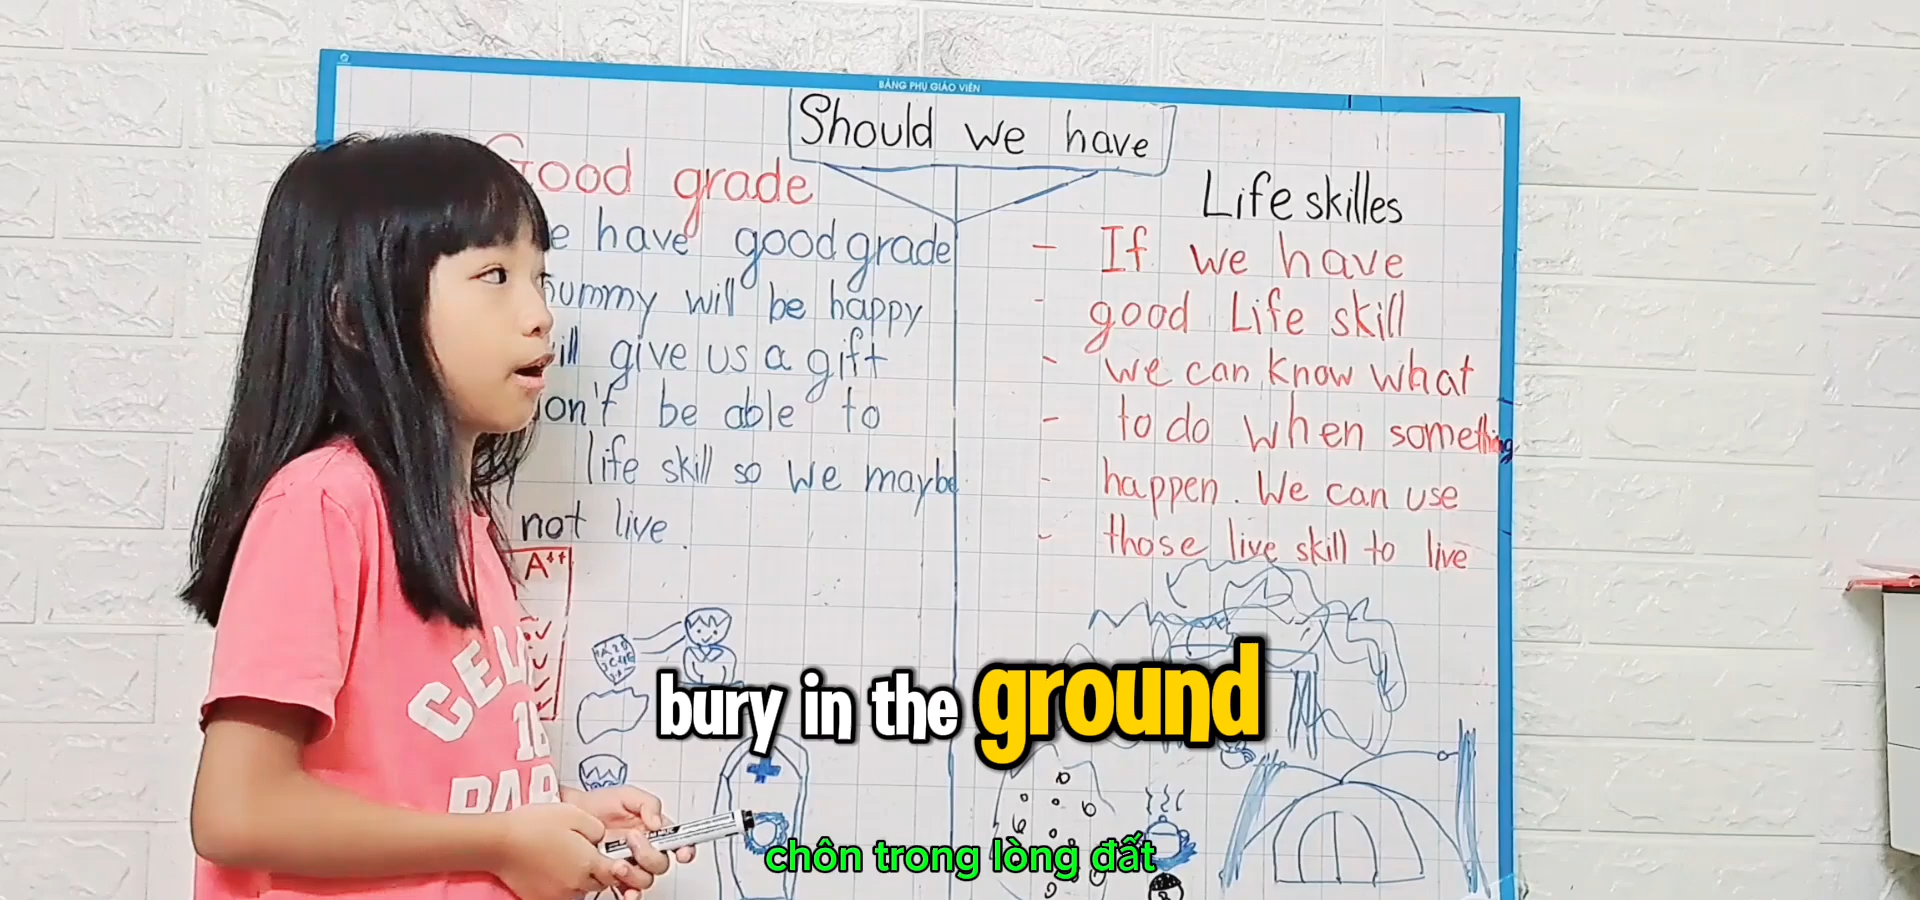 BẢNG PHỤ GIÁO VIÊN
Should we have
Good grade
e have good grade
ummy will be happy
ill give us a gift
on't be able to
life skill so we maybe
not live.
A++
Life skilles
- If we have
- good Life skill
- we can know what
- to do when something
- happen. We can use
- those live skill to live
bury in the ground
chôn trong lòng đất